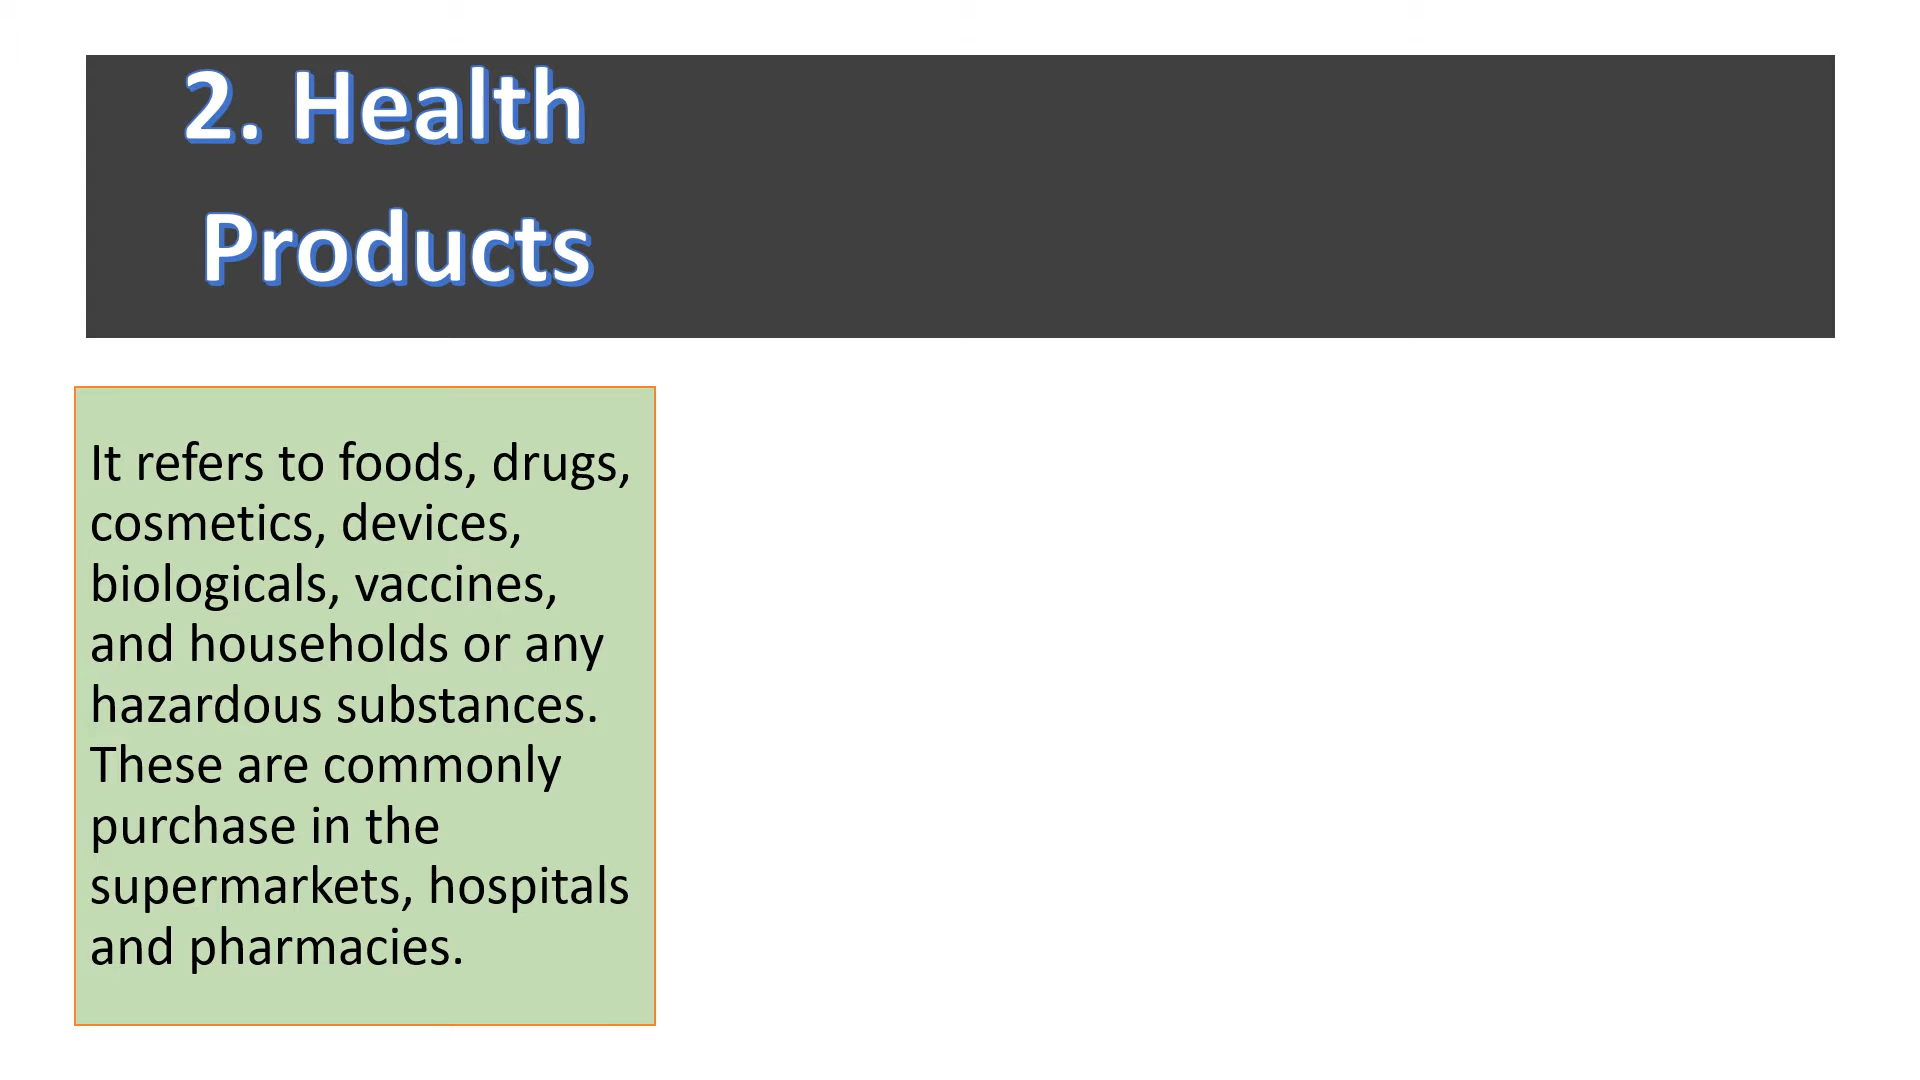 2. Health
Products
It refers to foods, drugs,
cosmetics, devices,
biologicals, vaccines,
and households or any
hazardous substances.
These are commonly
purchase in the
supermarkets, hospitals
and pharmacies.